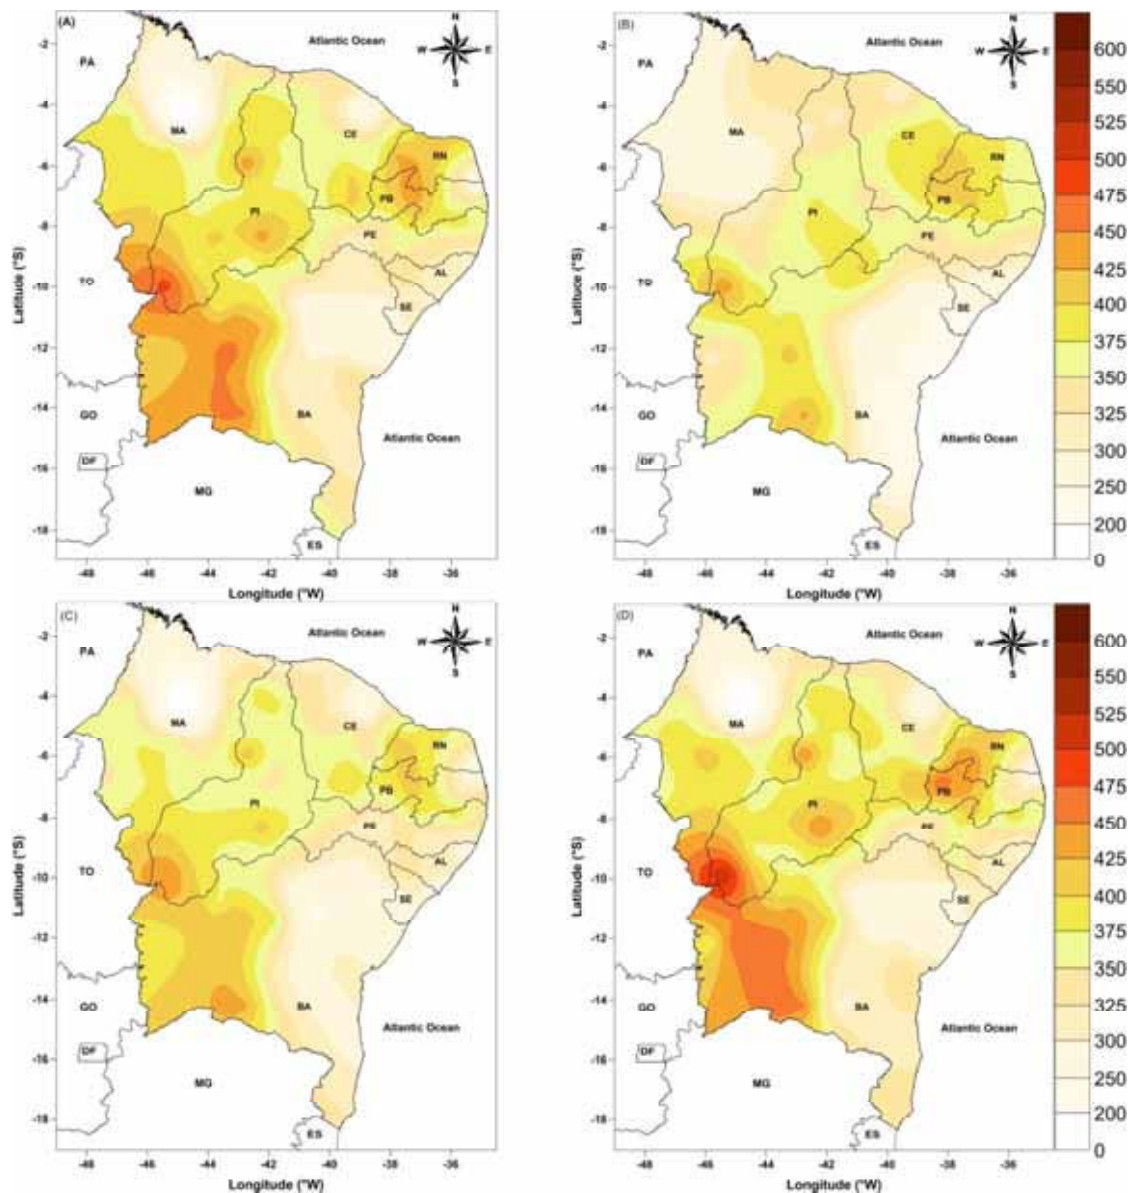 (A)
Atlantic Ocean
N
W E
S
PA
MA
CE
RN
PB
PI
PE
TO
AL
SE
BA
GO
DF
MG
ES
Atlantic Ocean
Latitude (°S)
-2
-4
-6
-8
-10
-12
-14
-16
-18
-48 -46 -44 -42 -40 -38 -36
Longitude (°W)
(B)
Atlantic Ocean
N
W E
S
PA
MA
CE
RN
PB
PI
PE
TO
AL
SE
BA
GO
DF
MG
ES
Atlantic Ocean
Latitude (°S)
-2
-4
-6
-8
-10
-12
-14
-16
-18
-48 -46 -44 -42 -40 -38 -36
Longitude (°W)
600
550
525
500
475
450
425
400
375
350
325
300
250
200
0
(C)
Atlantic Ocean
N
W E
S
PA
MA
CE
RN
PB
PI
TO
AL
SE
BA
GO
DF
MG
ES
Atlantic Ocean
Latitude (°S)
-2
-4
-6
-8
-10
-12
-14
-16
-18
-48 -46 -44 -42 -40 -38 -36
Longitude (°W)
(D)
Atlantic Ocean
N
W E
S
PA
MA
CE
RN
PB
PI
TO
AL
SE
BA
GO
DF
MG
ES
Atlantic Ocean
Latitude (°S)
-2
-4
-6
-8
-10
-12
-14
-16
-18
-48 -46 -44 -42 -40 -38 -36
Longitude (°W)
600
550
525
500
475
450
425
400
375
350
325
300
250
200
0